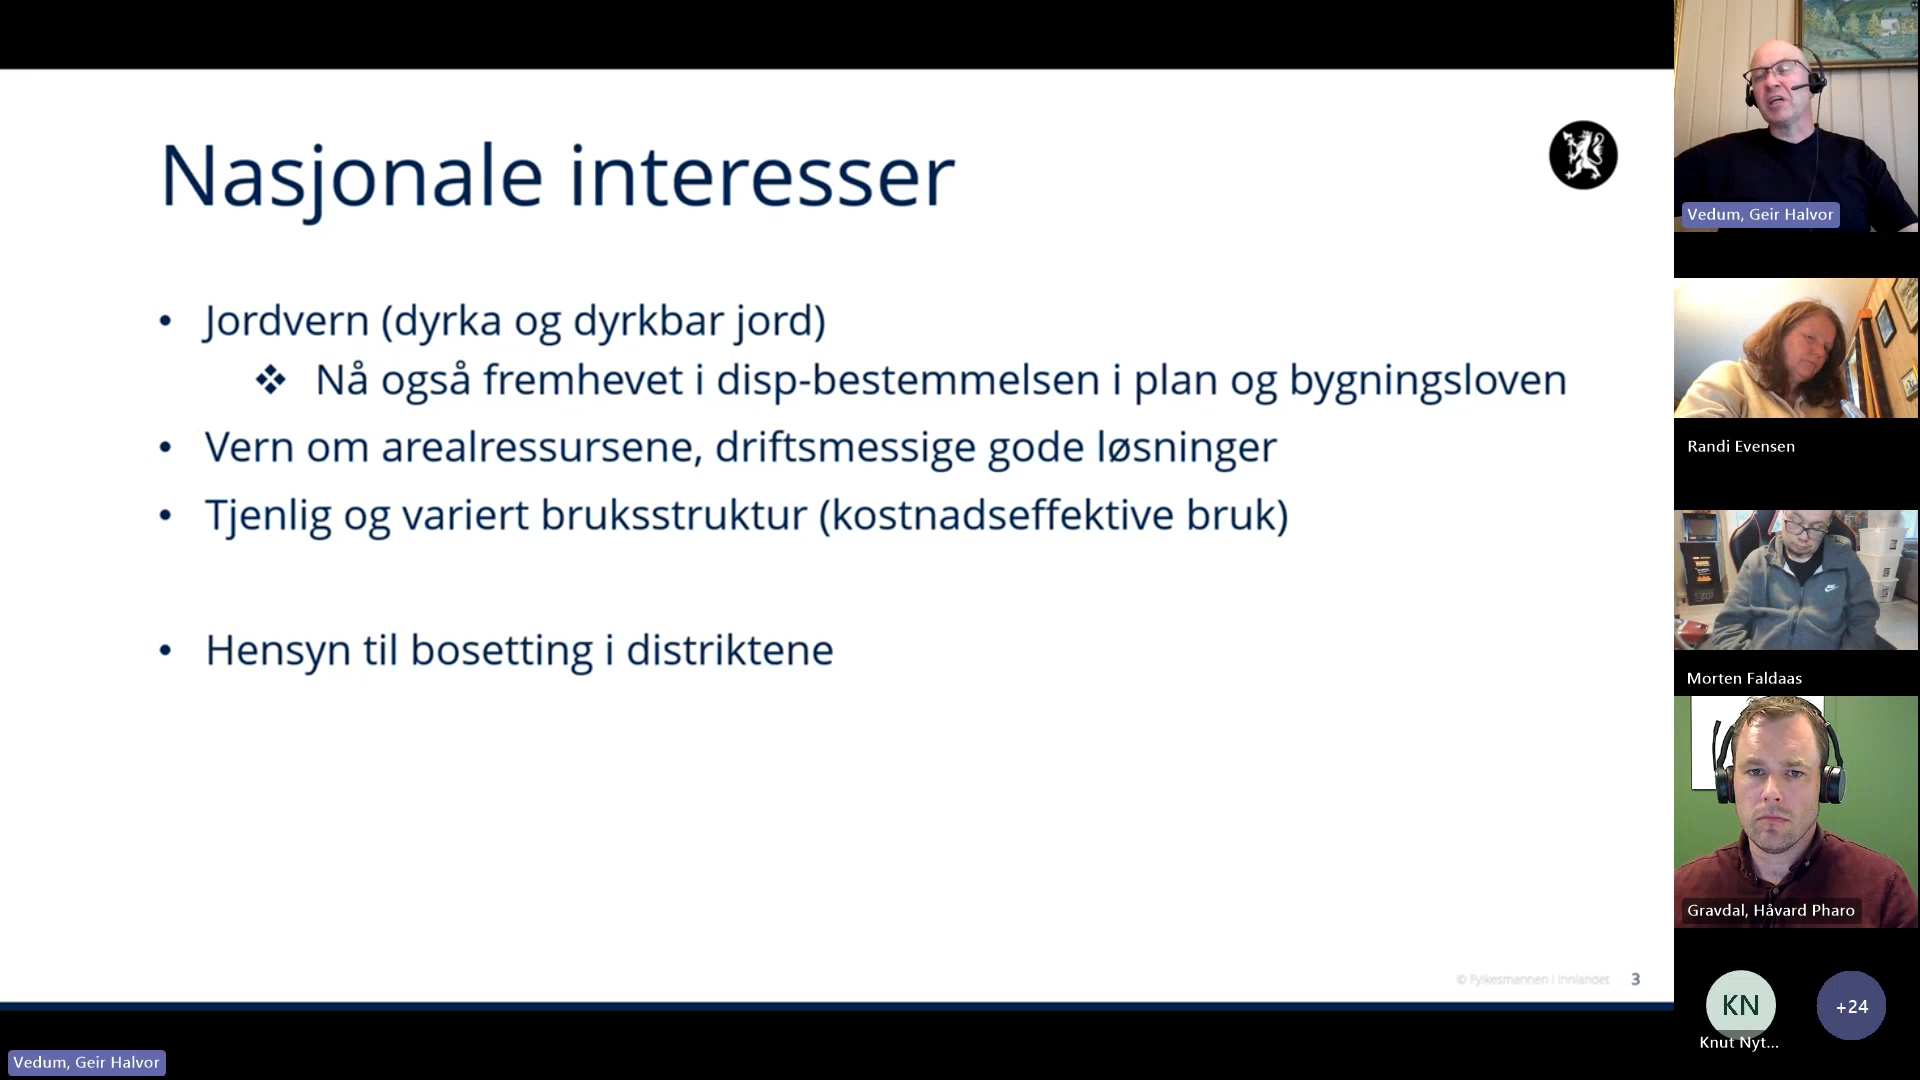 Nasjonale interesser
• Jordvern (dyrka og dyrkbar jord)
❖ Nå også fremhevet i disp-bestemmelsen i plan og bygningsloven
• Vern om arealressursene, driftsmessige gode løsninger
• Tjenlig og variert bruksstruktur (kostnadseffektive bruk)
• Hensyn til bosetting i distriktene
© Fylkesmannen i Innlandet 3
Vedum, Geir Halvor
Vedum, Geir Halvor
Randi Evensen
Morten Faldaas
Gravdal, Håvard Pharo
KN
+24
Knut Nyt...